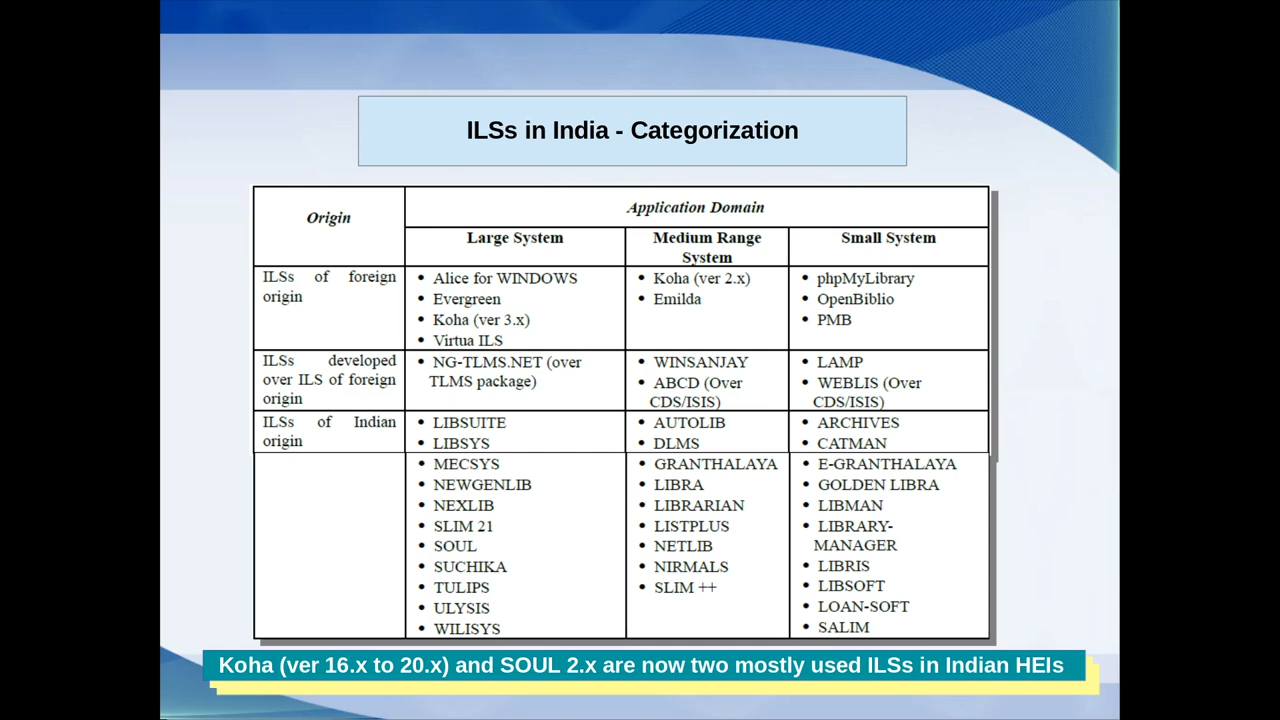 ILSs in India - Categorization
Origin
Application Domain
Large System
Medium Range
System
Small System
ILSs of foreign
origin
• Alice for WINDOWS
• Evergreen
• Koha (ver 3.x)
• Virtua ILS
• Koha (ver 2.x)
• Emilda
• phpMyLibrary
• OpenBiblio
• PMB
ILSs developed
over ILS of foreign
origin
• NG-TLMS.NET (over
TLMS package)
• WINSANJAY
• ABCD (Over
CDS/ISIS)
• LAMP
• WEBLIS (Over
CDS/ISIS)
ILSs of Indian
origin
• LIBSUITE
• LIBSYS
• MECSYS
• NEWGENLIB
• NEXLIB
• SLIM 21
• SOUL
• SUCHIKA
• TULIPS
• ULYSIS
• WILISYS
• AUTOLIB
• DLMS
• GRANTHALAYA
• LIBRA
• LIBRARIAN
• LISTPLUS
• NETLIB
• NIRMALS
• SLIM ++
• ARCHIVES
• CATMAN
• E-GRANTHALAYA
• GOLDEN LIBRA
• LIBMAN
• LIBRARY-
MANAGER
• LIBRIS
• LIBSOFT
• LOAN-SOFT
• SALIM
Koha (ver 16.x to 20.x) and SOUL 2.x are now two mostly used ILSs in Indian HEIs